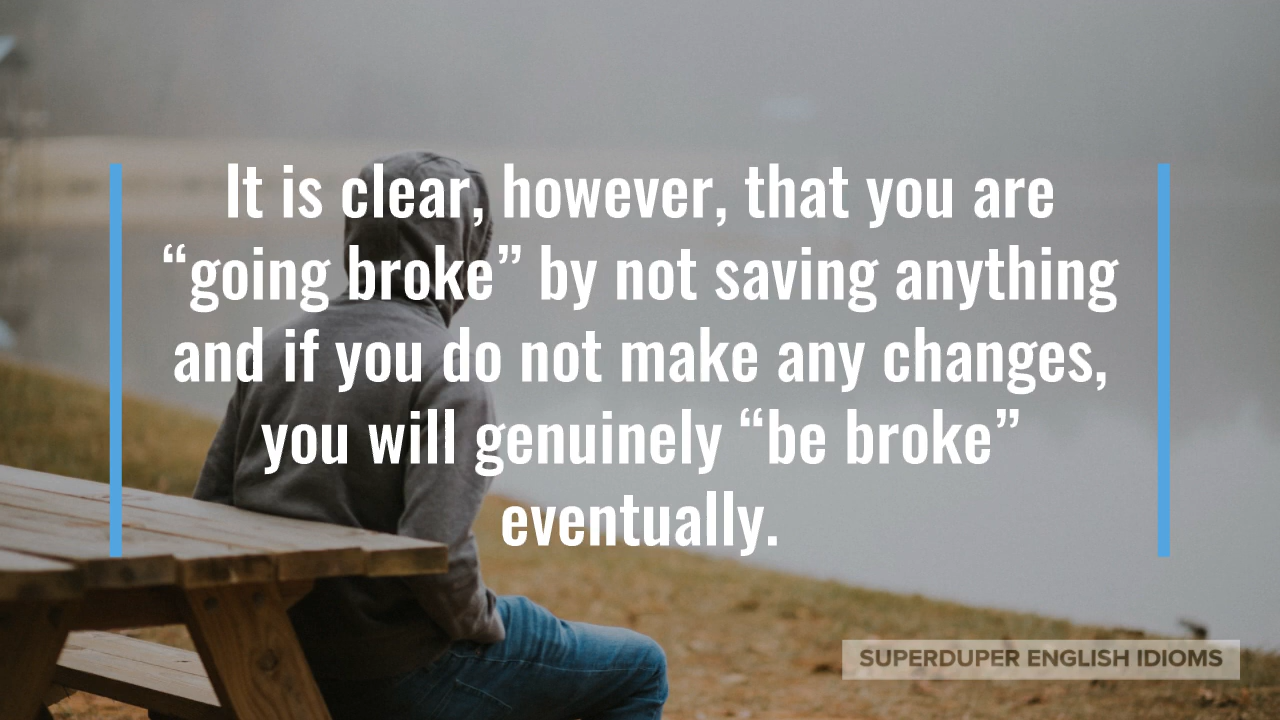 It is clear, however, that you are
“going broke” by not saving anything
and if you do not make any changes,
you will genuinely “be broke”
eventually.
SUPERDUPER ENGLISH IDIOMS